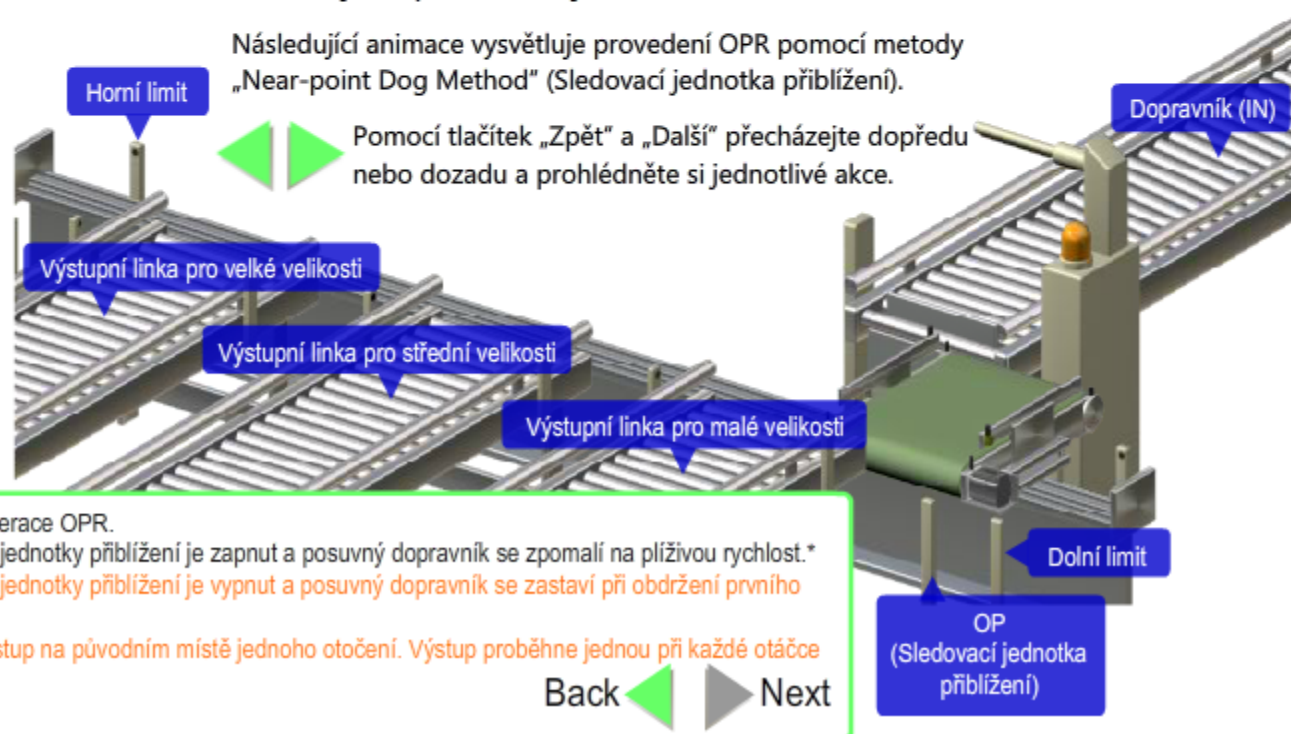 Následující animace vysvětluje provedení OPR pomocí metody
„Near-point Dog Method" (Sledovací jednotka přiblížení).
Horní limit
Dopravník (IN)
Pomocí tlačítek „Zpět" a „Další" přecházejte dopředu
nebo dozadu a prohlédněte si jednotlivé akce.
Výstupní linka pro velké velikosti
Výstupní linka pro střední velikosti
Výstupní linka pro malé velikosti
erace OPR.
jednotky přiblížení je zapnut a posuvný dopravník se zpomalí na plíživou rychlost.*
jednotky přiblížení je vypnut a posuvný dopravník se zastaví při obdržení prvního
stup na původním místě jednoho otočení. Výstup proběhne jednou při každé otáčce
Back
Next
Dolní limit
OP
(Sledovací jednotka
přiblížení)